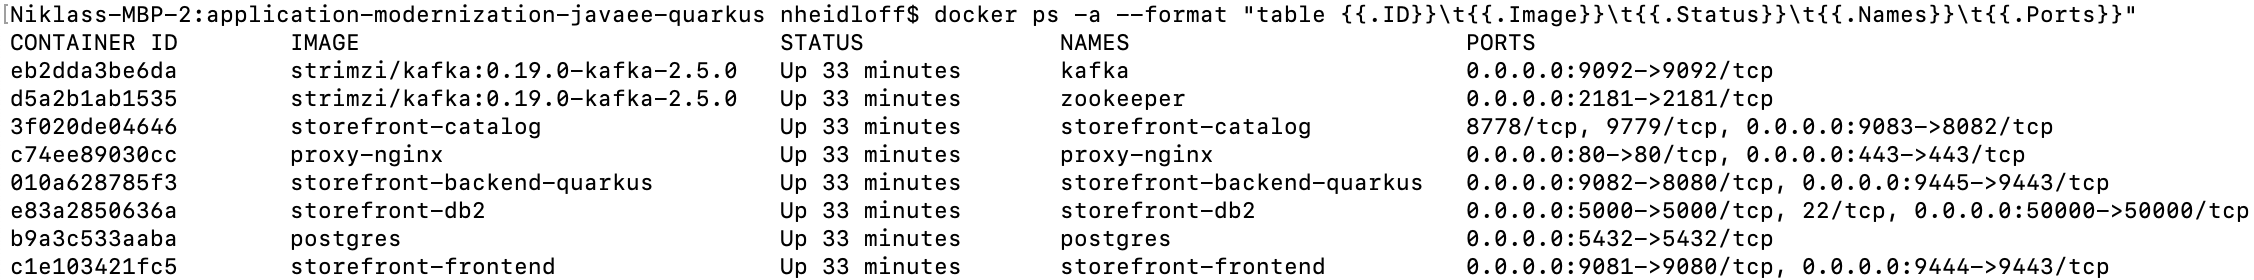 [Niklass-MBP-2:application-modernization-javaee-quarkus nheidloff$ docker ps -a --format "table {{.ID}}\t{{.Image}}\t{{.Status}}\t{{.Names}}\t{{.Ports}}"
CONTAINER ID        IMAGE                              STATUS              NAMES                        PORTS
eb2dda3be6da        strimzi/kafka:0.19.0-kafka-2.5.0   Up 33 minutes       kafka                        0.0.0.0:9092->9092/tcp
d5a2b1ab1535        strimzi/kafka:0.19.0-kafka-2.5.0   Up 33 minutes       zookeeper                    0.0.0.0:2181->2181/tcp
3f020de04646        storefront-catalog                 Up 33 minutes       storefront-catalog           8778/tcp, 9779/tcp, 0.0.0.0:9083->8082/tcp
c74ee89030cc        proxy-nginx                        Up 33 minutes       proxy-nginx                  0.0.0.0:80->80/tcp, 0.0.0.0:443->443/tcp
010a628785f3        storefront-backend-quarkus         Up 33 minutes       storefront-backend-quarkus   0.0.0.0:9082->8080/tcp, 0.0.0.0:9445->9443/tcp
e83a2850636a        storefront-db2                     Up 33 minutes       storefront-db2               0.0.0.0:5000->5000/tcp, 22/tcp, 0.0.0.0:50000->50000/tcp
b9a3c533aaba        postgres                           Up 33 minutes       postgres                     0.0.0.0:5432->5432/tcp
c1e103421fc5        storefront-frontend                Up 33 minutes       storefront-frontend          0.0.0.0:9081->9080/tcp, 0.0.0.0:9444->9443/tcp